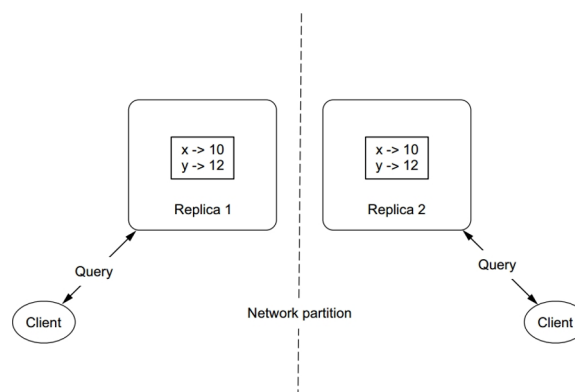 x -> 10
y -> 12
Replica 1
x -> 10
y -> 12
Replica 2
Query
Query
Network partition
Client
Client